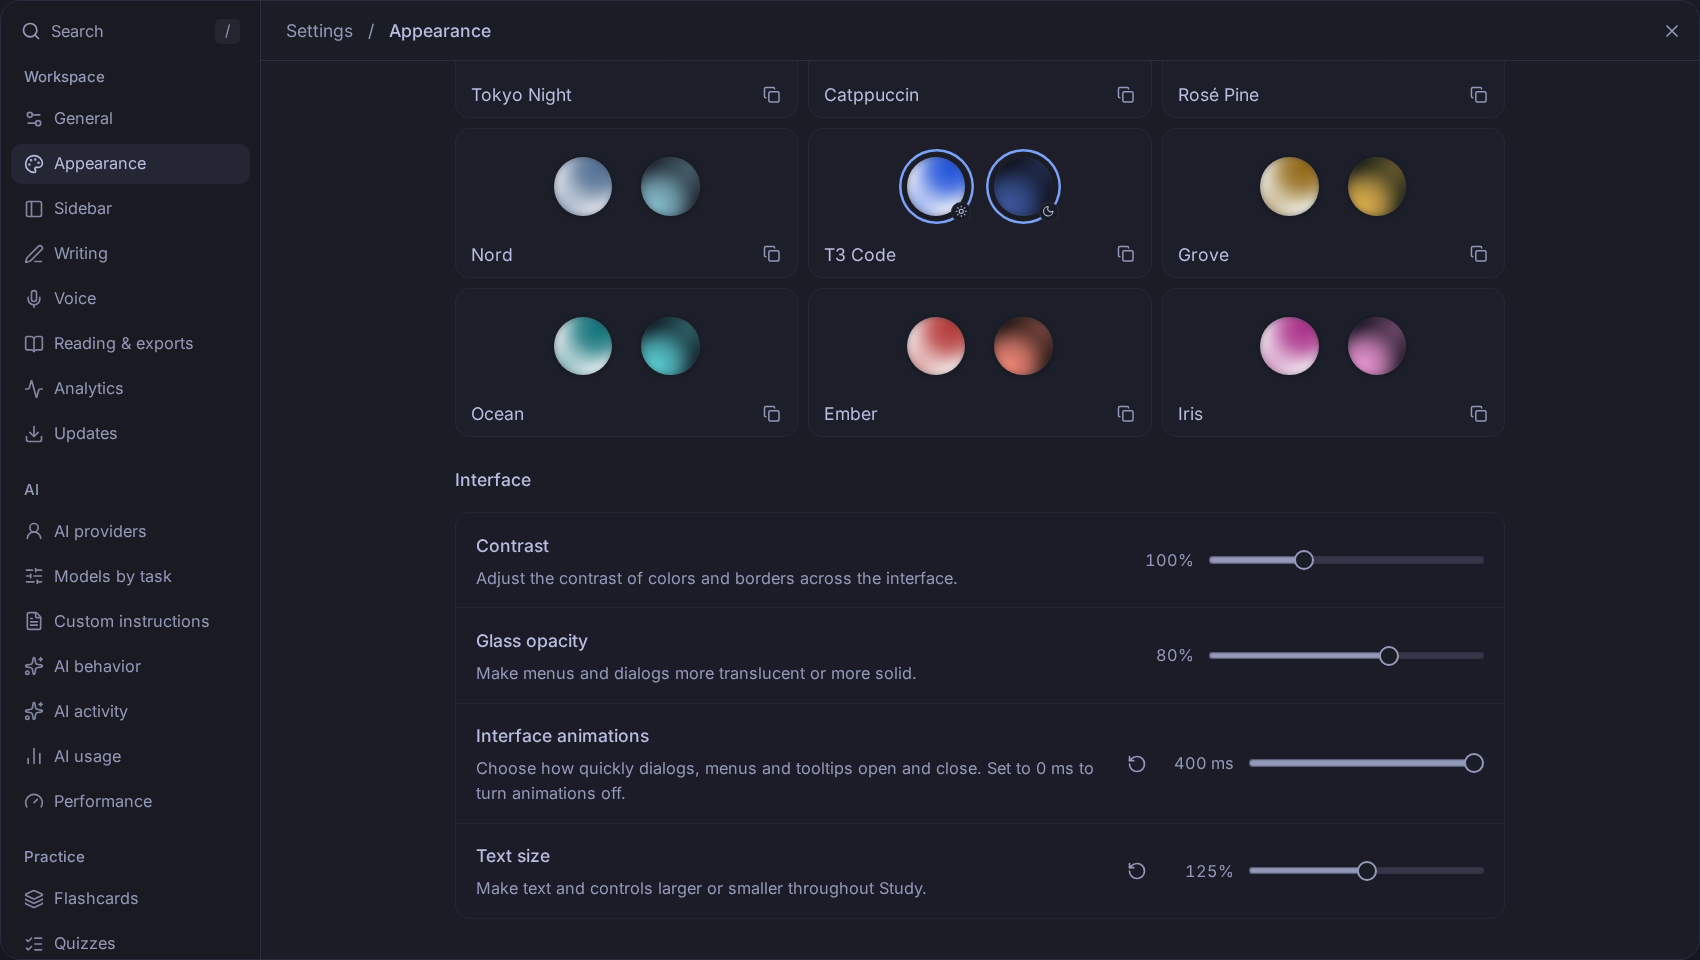 Search
/
Settings / Appearance
Workspace
General
Appearance
Sidebar
Writing
Voice
Reading & exports
Analytics
Updates
AI
AI providers
Models by task
Custom instructions
AI behavior
AI activity
AI usage
Performance
Practice
Flashcards
Quizzes
Tokyo Night
Catppuccin
Rosé Pine
Nord
T3 Code
Grove
Ocean
Ember
Iris
Interface
Contrast
Adjust the contrast of colors and borders across the interface.
100%
Glass opacity
Make menus and dialogs more translucent or more solid.
80%
Interface animations
Choose how quickly dialogs, menus and tooltips open and close. Set to 0 ms to
turn animations off.
400 ms
Text size
Make text and controls larger or smaller throughout Study.
125%